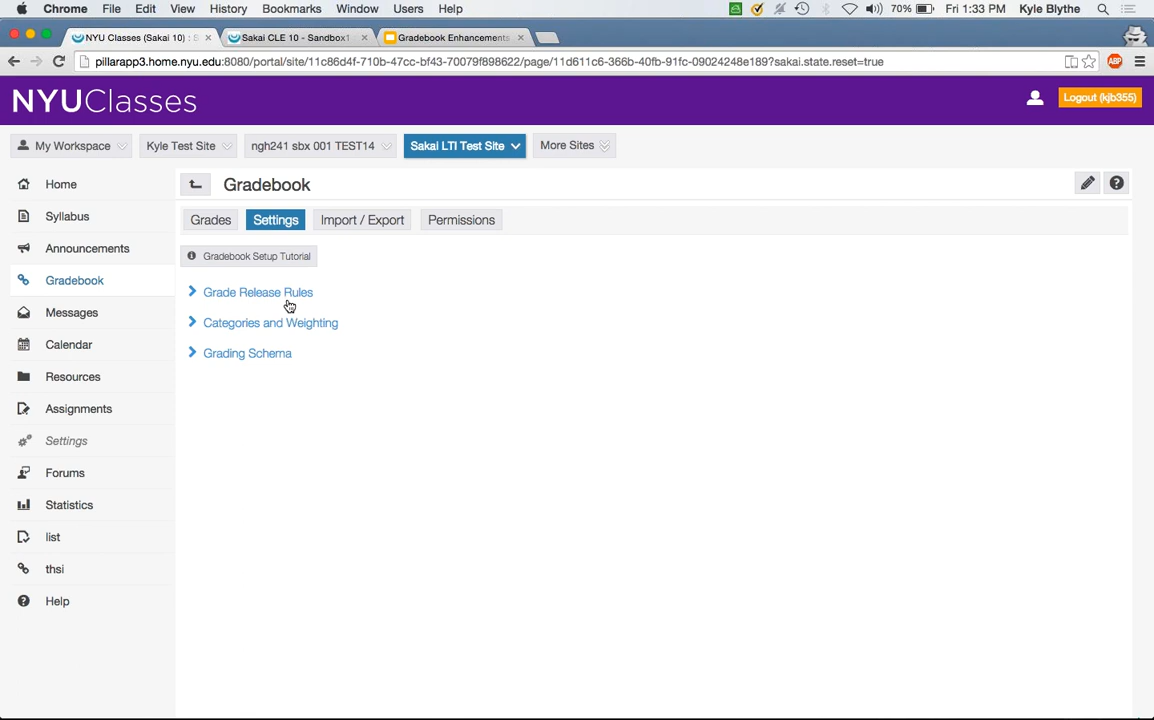 Chrome File Edit View History Bookmarks Window Users Help 70% Fri 1:33 PM Kyle Blythe
NYU Classes (Sakai 10) : S Sakai CLE 10 - Sandbox1 Gradebook Enhancements
pillarapp3.home.nyu.edu:8080/portal/site/11c86d4f-710b-47cc-bf43-70079f898622/page/11d611c6-366b-40fb-91fc-09024248e189?sakai.state.reset=true ABP
NYUClasses Logout (kjb355)
My Workspace Kyle Test Site ngh241 sbx 001 TEST14 Sakai LTI Test Site More Sites
Home
Syllabus
Announcements
Gradebook
Messages
Calendar
Resources
Assignments
Settings
Forums
Statistics
list
thsi
Help
Gradebook
Grades Settings Import / Export Permissions
Gradebook Setup Tutorial
Grade Release Rules
Categories and Weighting
Grading Schema